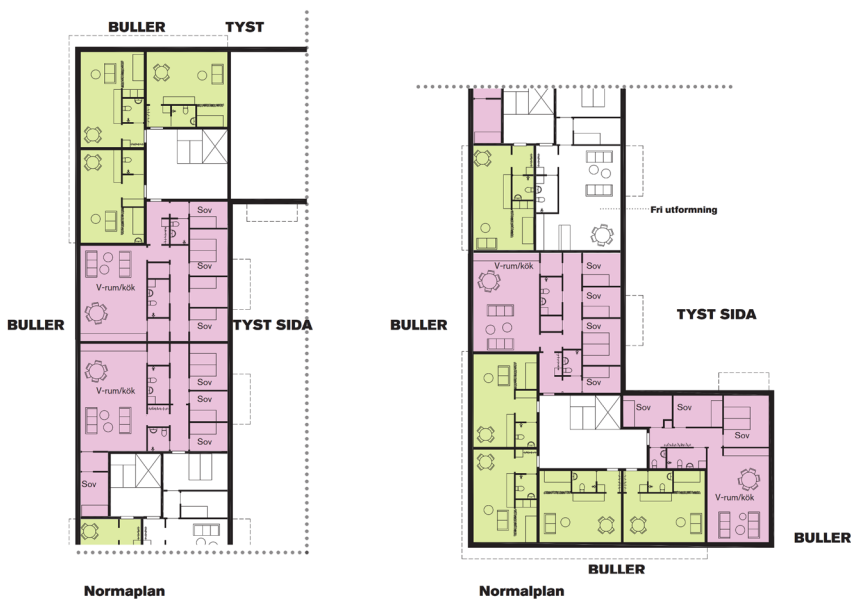 BULLER
TYST
Sov
Sov
V-rum/kök
Sov
BULLER
TYST SIDA
V-rum/kök
Sov
Sov
Sov
Sov
Normaplan
Fri utformning
V-rum/kök
Sov
Sov
BULLER
Sov
TYST SIDA
Sov
Sov
Sov
Sov
V-rum/kök
BULLER
BULLER
Normalplan